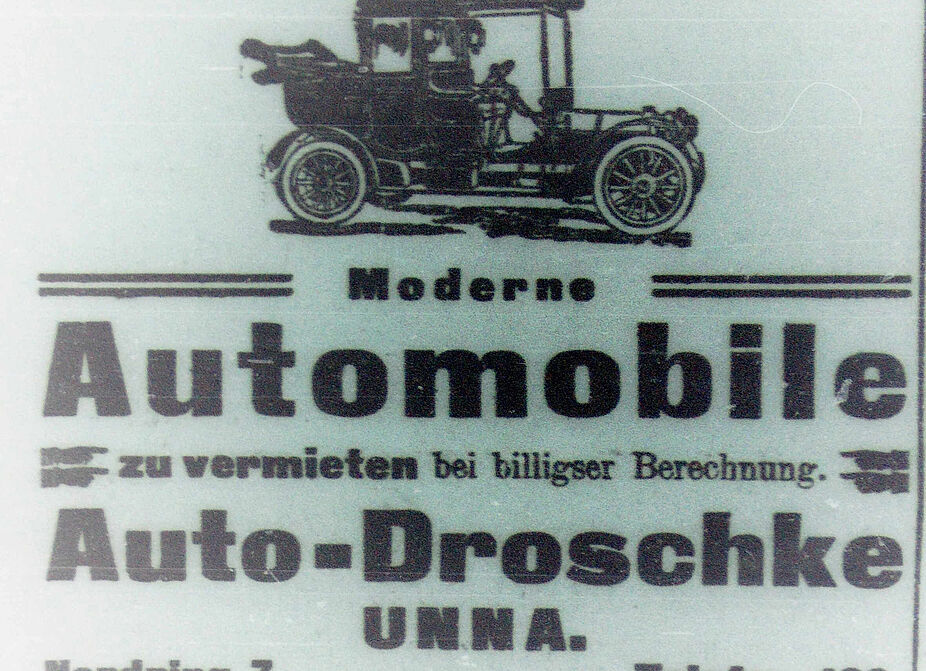 Moderne
Automobile
zu vermieten bei billigser Berechnung.
Auto-Droschke
UNNA.